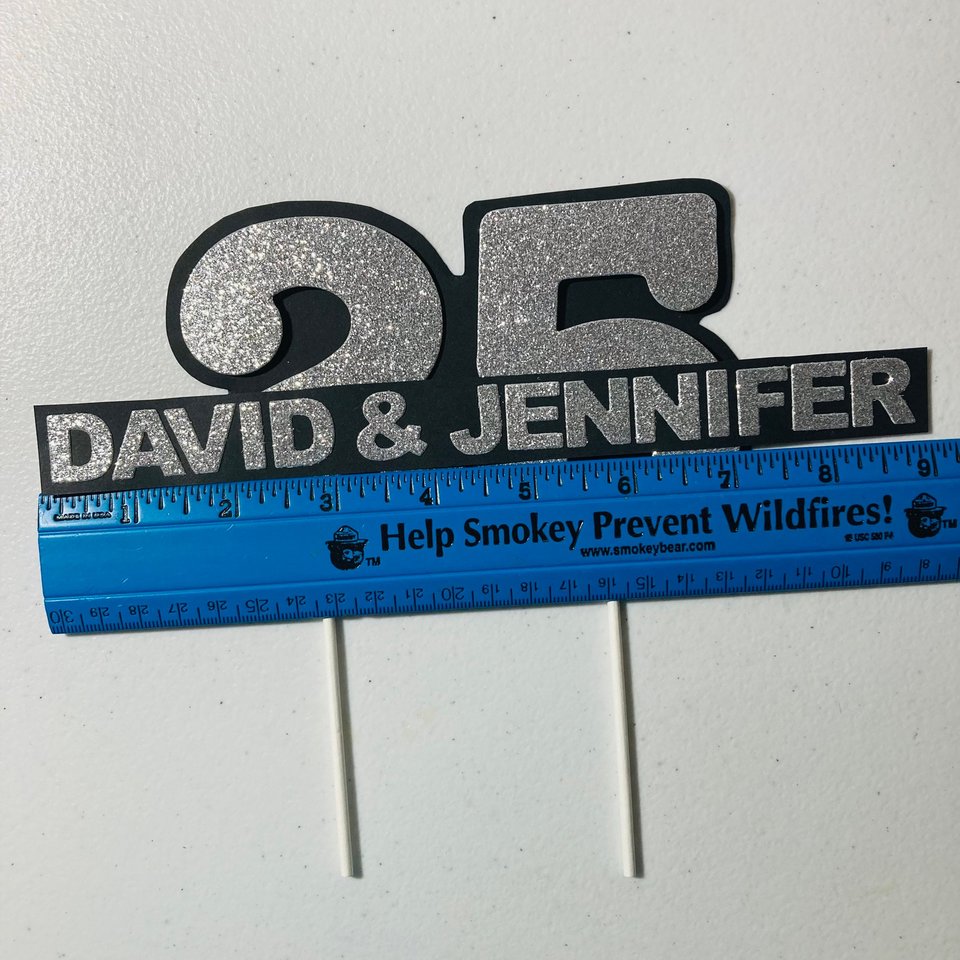 25
DAVID & JENNIFER
1 2 3 4 5 6 7 8 9
Help Smokey Prevent Wildfires!
TM TM
www.smokeybear.com
30 29 28 27 26 25 24 23 22 21 20 19 18 17 16 15 14 13 12 11 10 9 8